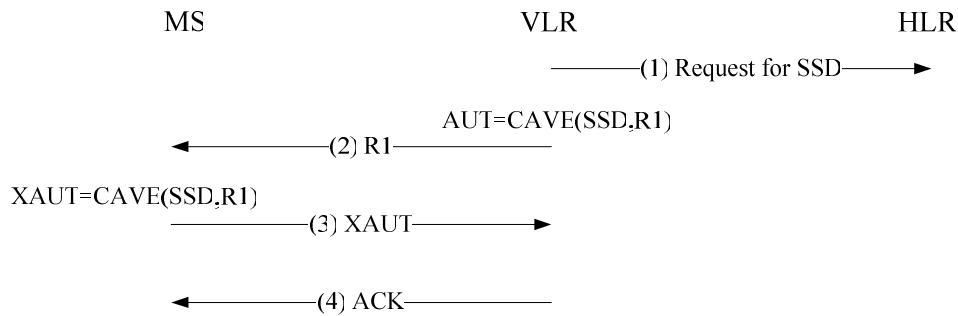 MS VLR HLR
(1) Request for SSD
AUT=CAVE(SSD,R1)
(2) R1
XAUT=CAVE(SSD,R1)
(3) XAUT
(4) ACK